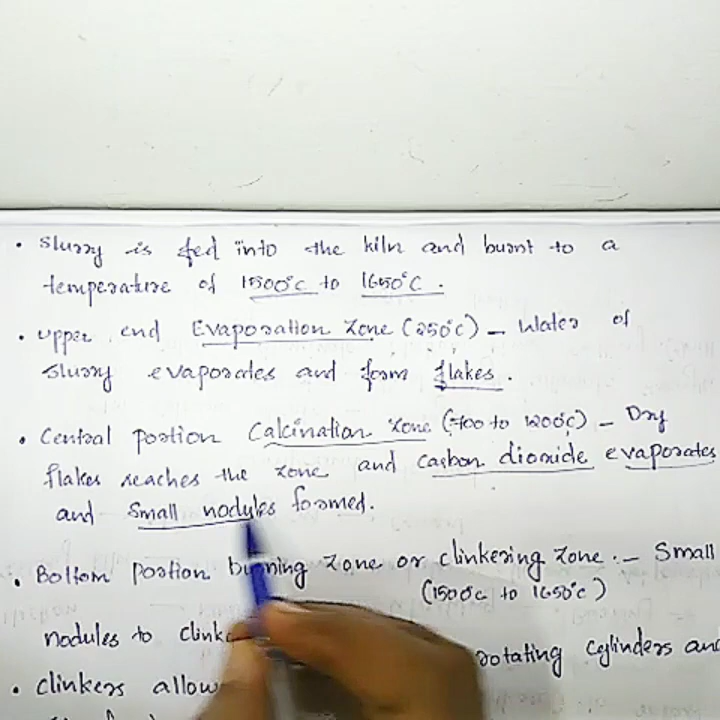 • Slurry is fed into the kiln and burnt to a
temperature of 1500°C to 1650°C.
• upper end Evaporation zone (250°C) – Water of
slurry evaporates and form flakes.
• Central portion Calcination zone (700 to 1200°C) – Dry
flakes reaches the zone and carbon dioxide evaporates
and small nodules formed.
• Bottom portion burning zone or clinkering zone. – Small
(1500°C to 1650°C)
nodules to
rotating cylinders and
• Clinkers